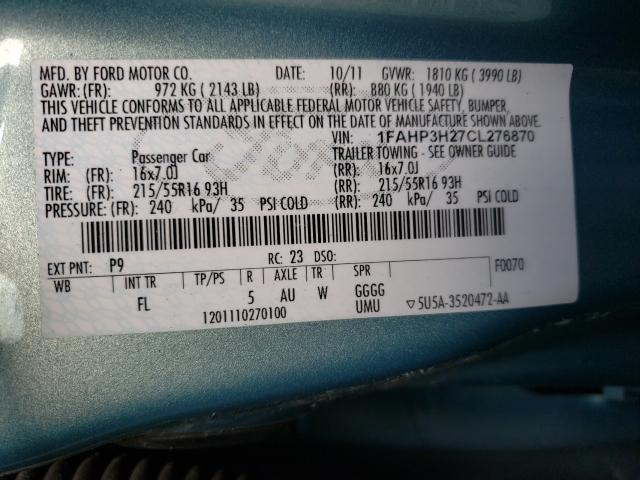 MFD. BY FORD MOTOR CO. DATE: 10/11 GVWR: 1810 KG ( 3990 LB)
GAWR: (FR): 972 KG ( 2143 LB) (RR): 880 KG ( 1940 LB)
THIS VEHICLE CONFORMS TO ALL APPLICABLE FEDERAL MOTOR VEHICLE SAFETY, BUMPER,
AND THEFT PREVENTION STANDARDS IN EFFECT ON THE DATE OF MANUFACTURE SHOWN ABOVE.
VIN: 1FAHP3H27CL276870
TYPE: Passenger Car TRAILER TOWING - SEE OWNER GUIDE
RIM: (FR): 16x7.0J (RR): 16x7.0J
TIRE: (FR): 215/55R16 93H (RR): 215/55R16 93H
PRESSURE: (FR): 240 kPa/ 35 PSI COLD (RR): 240 kPa/ 35 PSI COLD
EXT PNT: P9 RC: 23 DSO: F0070
WB INT TR TP/PS R AXLE TR SPR
FL 5 AU W GGGG
UMU
1201110270100 ▽5U5A-3520472-AA